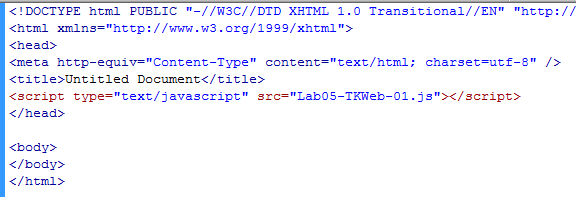 <!DOCTYPE html PUBLIC "-//W3C//DTD XHTML 1.0 Transitional//EN" "http://
<html xmlns="http://www.w3.org/1999/xhtml">
<head>
<meta http-equiv="Content-Type" content="text/html; charset=utf-8" />
<title>Untitled Document</title>
<script type="text/javascript" src="Lab05-TKWeb-01.js"></script>
</head>
<body>
</body>
</html>